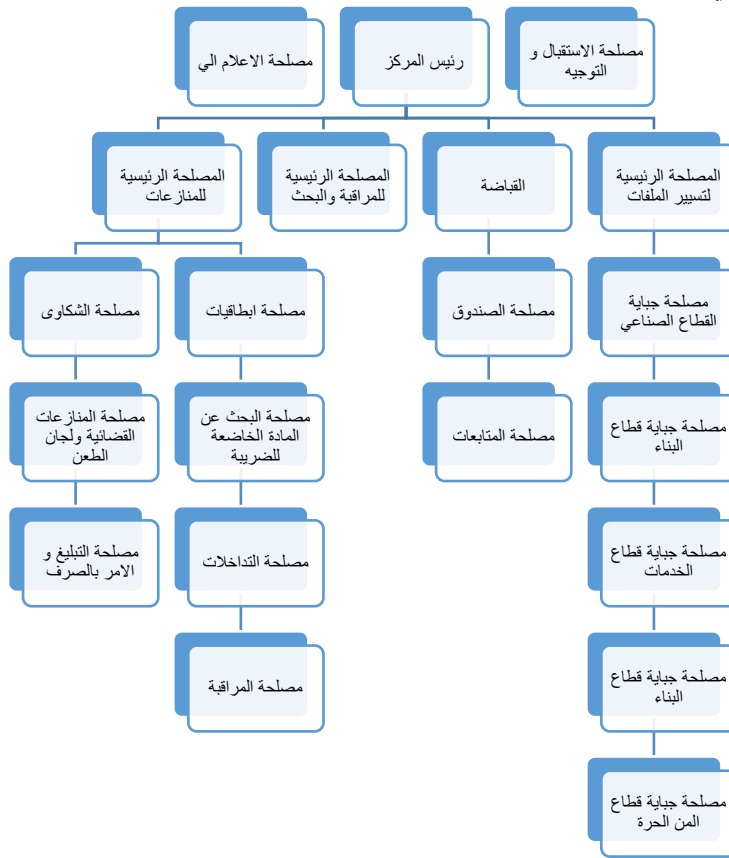 مصلحة الاستقبال و
التوجيه
رئيس المركز
مصلحة الاعلام الي
المصلحة الرئيسية
لتسيير الملفات
القباضة
المصلحة الرئيسية
للمراقبة والبحث
المصلحة الرئيسية
للمنازعات
مصلحة جباية
القطاع الصناعي
مصلحة الصندوق
مصلحة ابطاقيات
مصلحة الشكاوى
مصلحة جباية قطاع
البناء
مصلحة المتابعات
مصلحة البحث عن
المادة الخاضعة
للضريبة
مصلحة المنازعات
القضائية ولجان
الطعن
مصلحة جباية قطاع
الخدمات
مصلحة التداخلات
مصلحة التبليغ و
الامر بالصرف
مصلحة جباية قطاع
البناء
مصلحة المراقبة
مصلحة جباية قطاع
المن الحرة